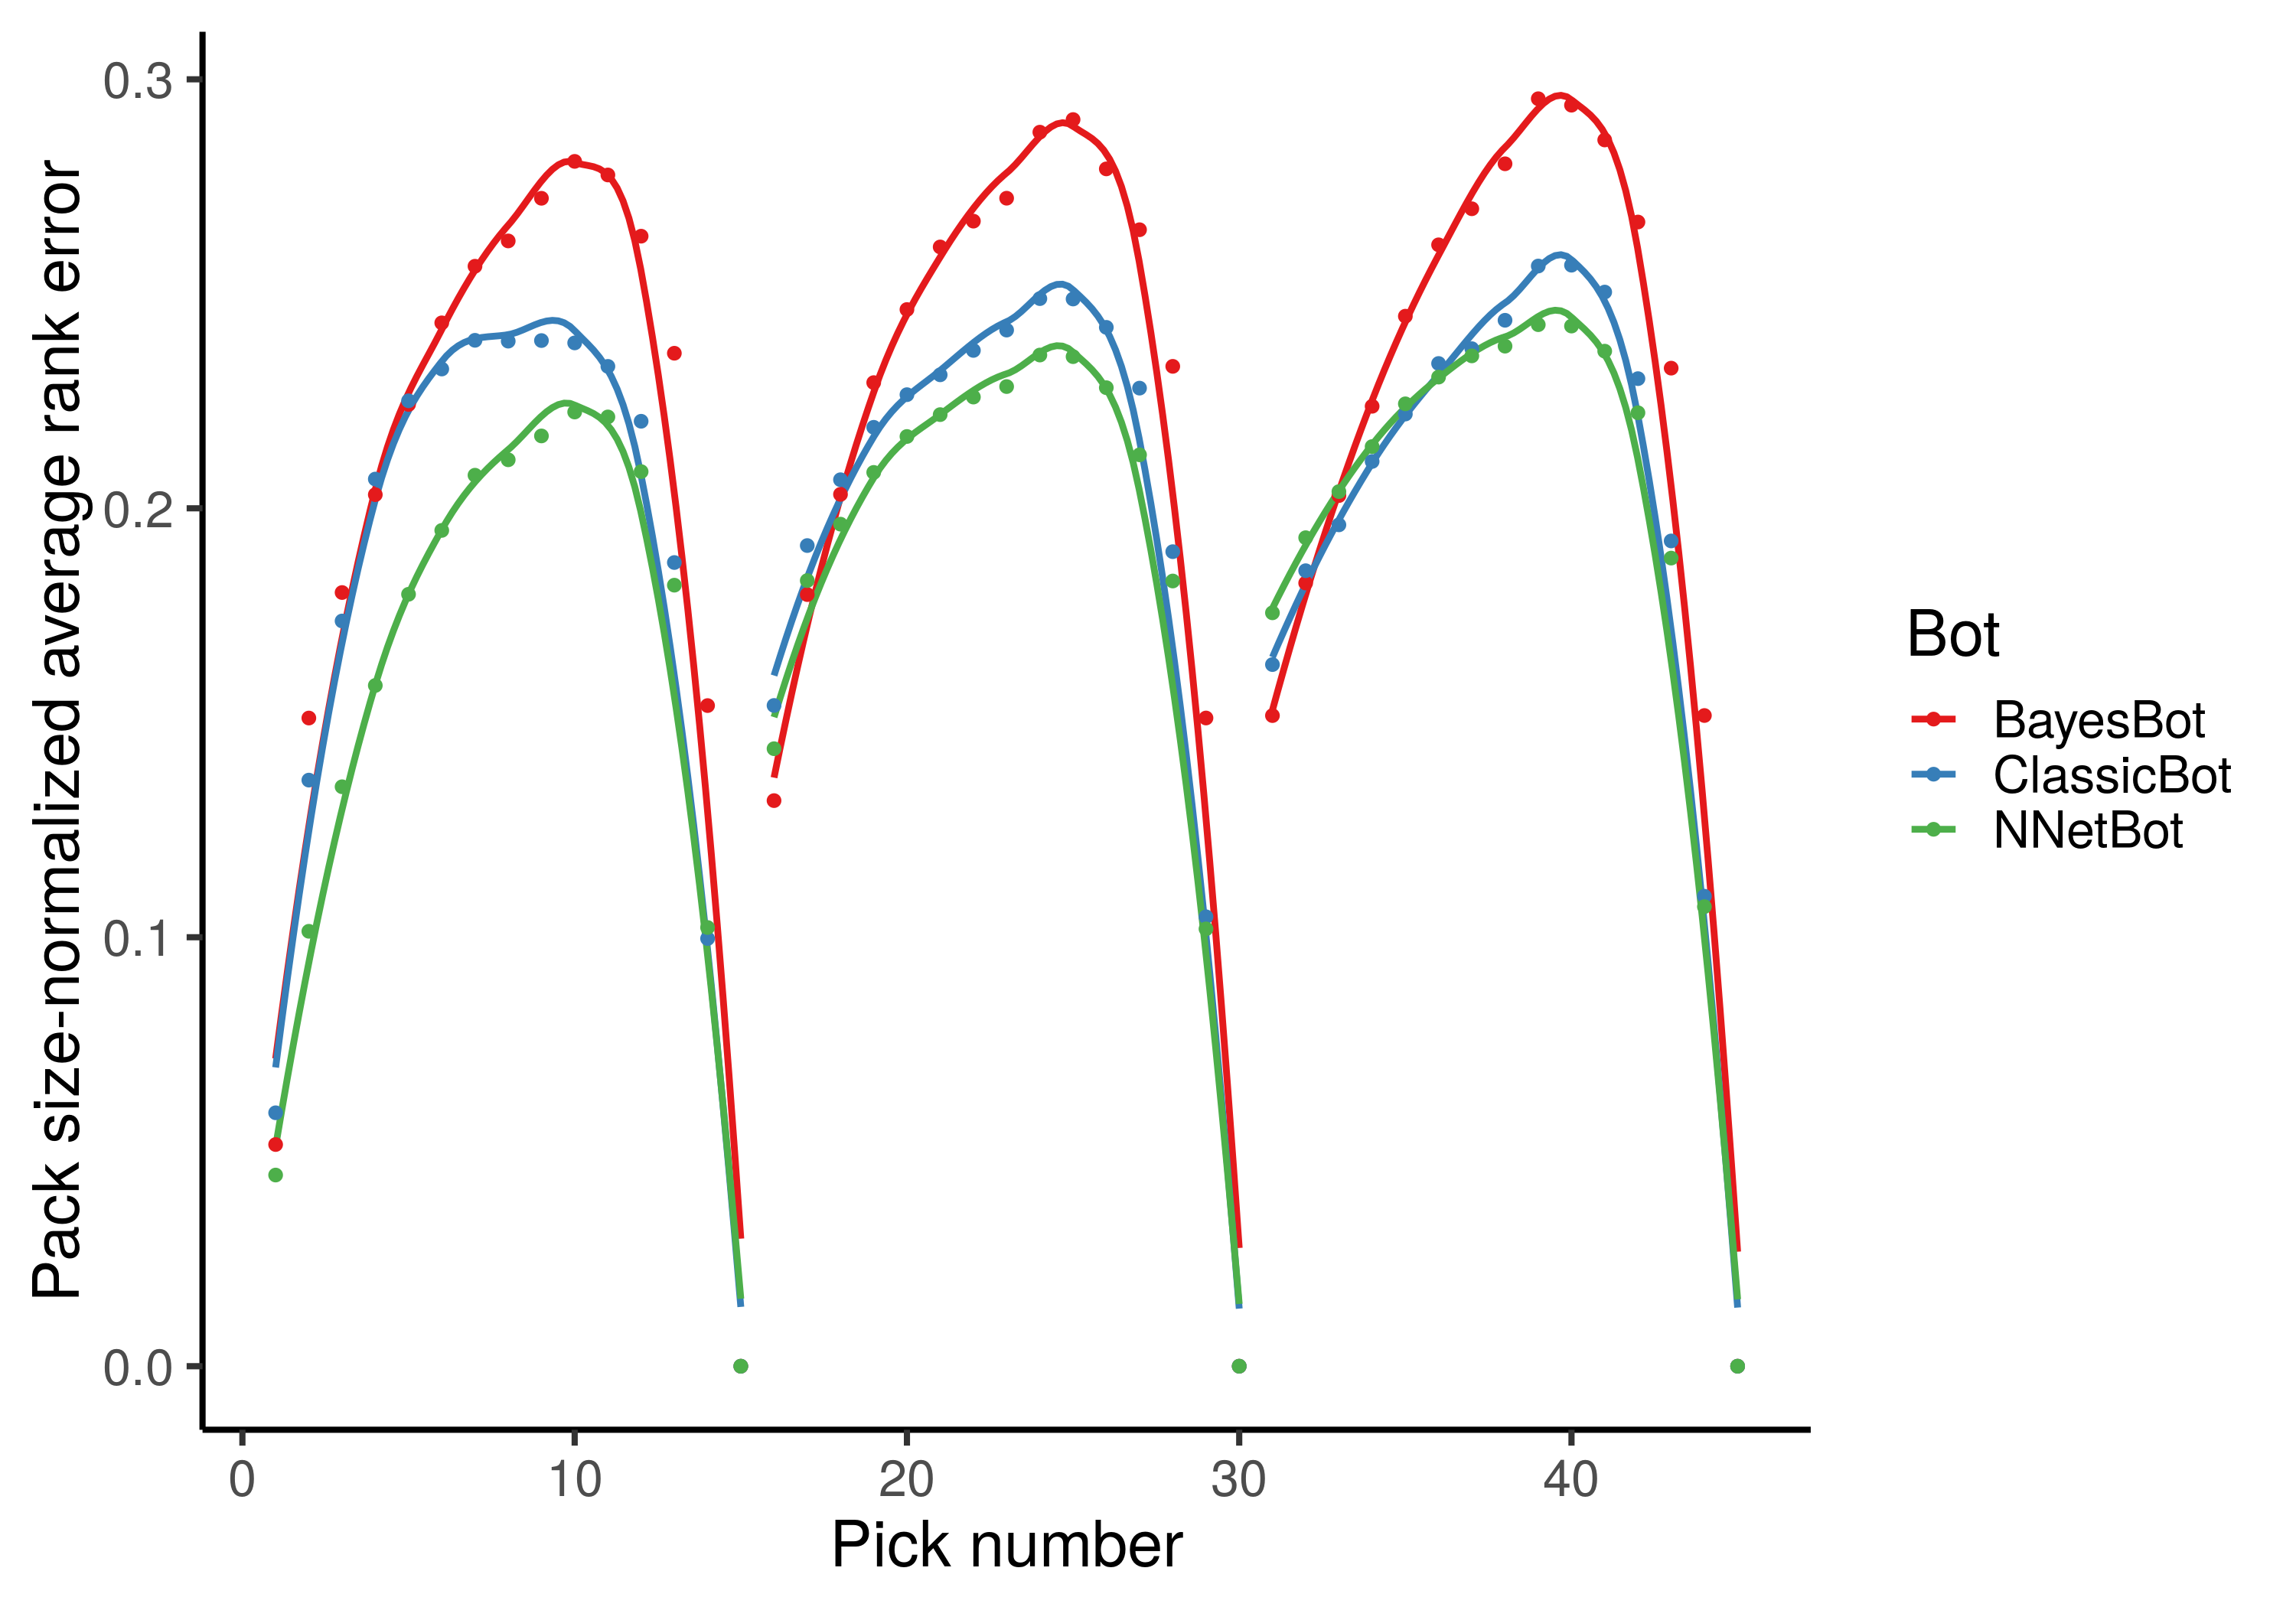 Pack size-normalized average rank error
0.3
0.2
0.1
0.0
0 10 20 30 40
Pick number
Bot
BayesBot
ClassicBot
NNetBot